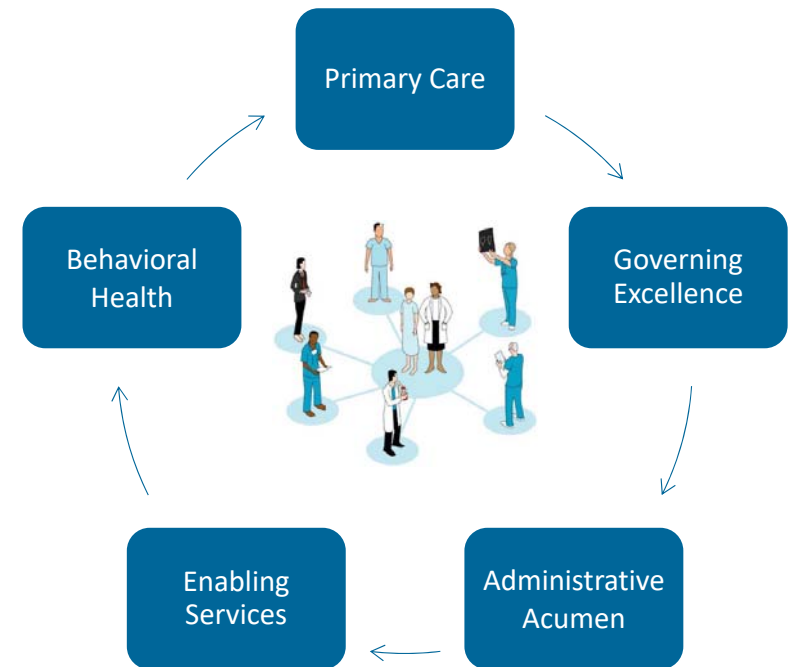 Primary Care
Behavioral
Health
Governing
Excellence
Enabling
Services
Administrative
Acumen